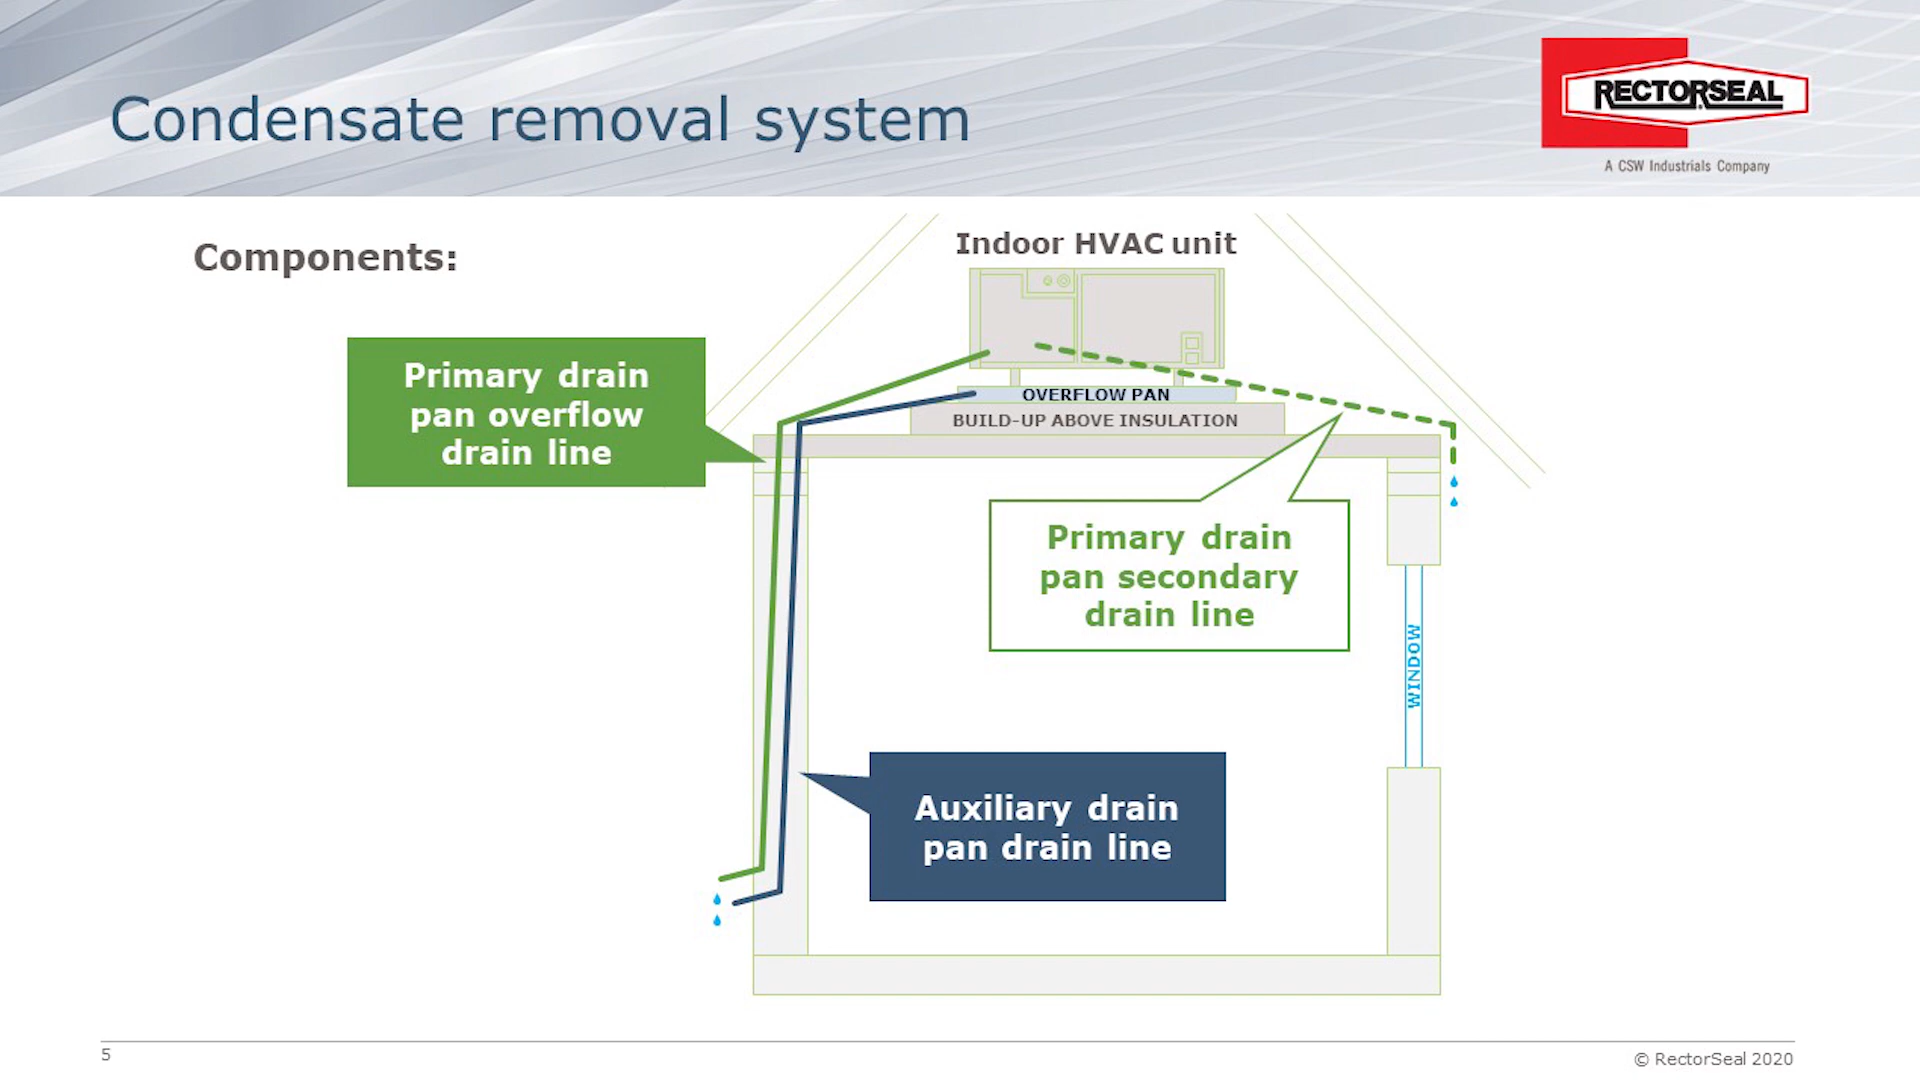 Condensate removal system
RECTORSEAL
A CSW Industrials Company
Components:
Indoor HVAC unit
Primary drain
pan overflow
drain line
OVERFLOW PAN
BUILD-UP ABOVE INSULATION
Primary drain
pan secondary
drain line
WINDOW
Auxiliary drain
pan drain line
5
© RectorSeal 2020